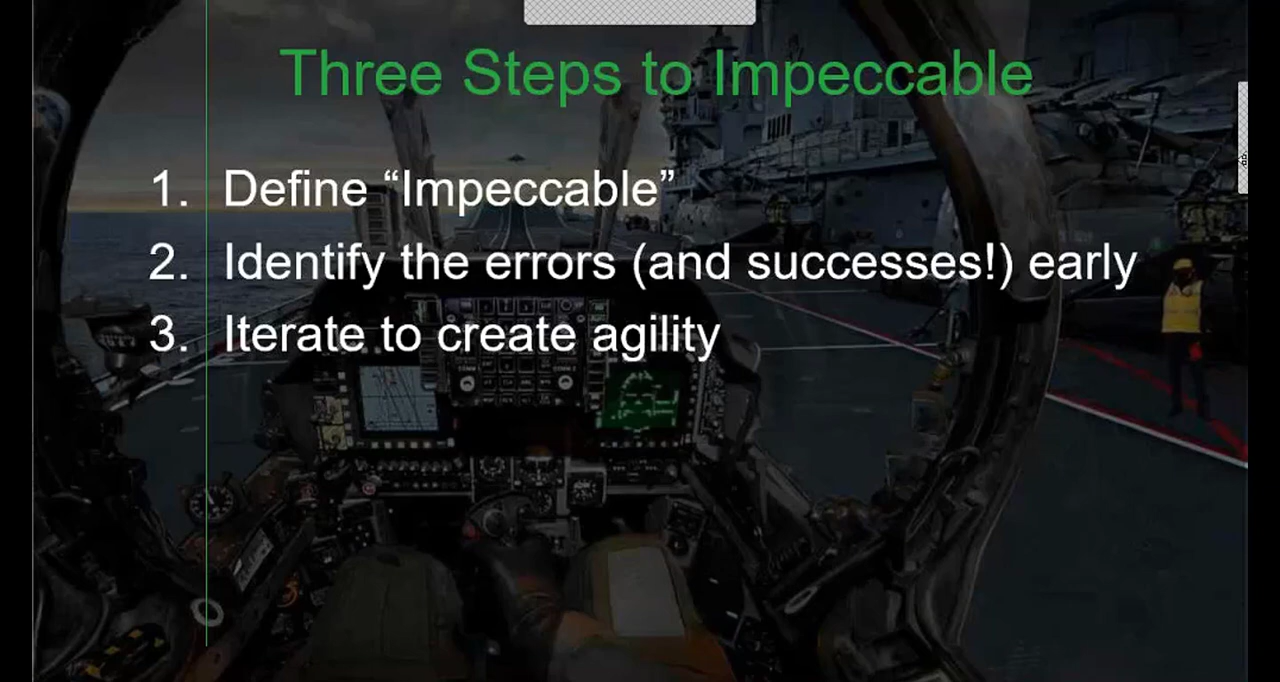 Three Steps to Impeccable
1. Define “Impeccable”
2. Identify the errors (and successes!) early
3. Iterate to create agility